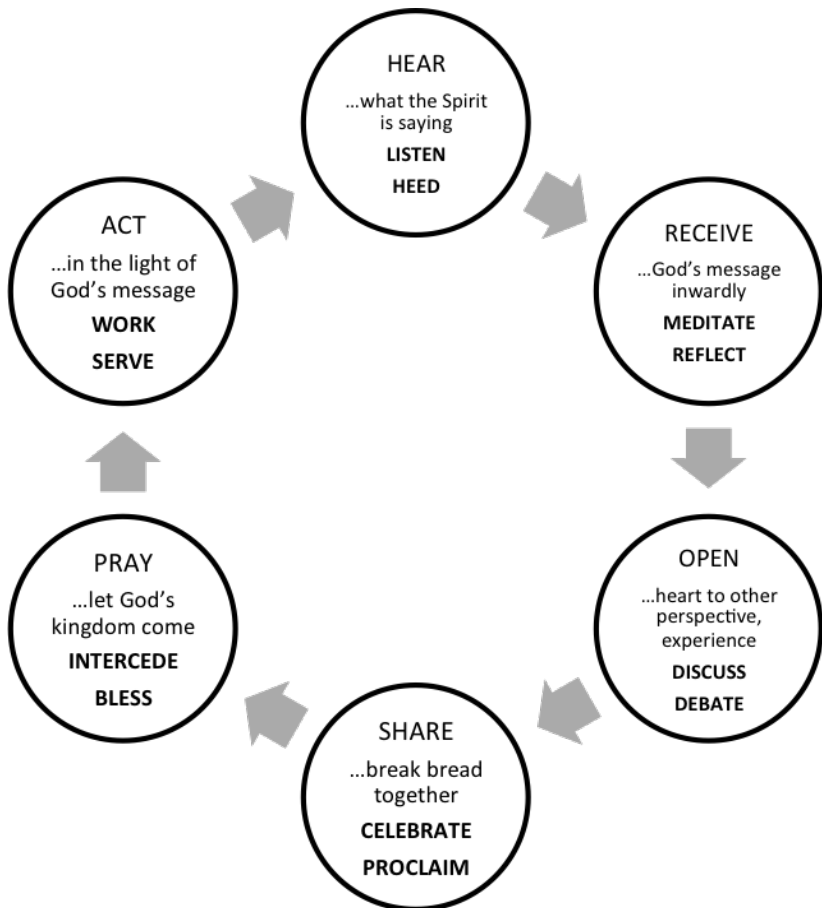 HEAR
...what the Spirit
is saying
LISTEN
HEED
RECEIVE
...God’s message
inwardly
MEDITATE
REFLECT
OPEN
...heart to other
perspective,
experience
DISCUSS
DEBATE
SHARE
...break bread
together
CELEBRATE
PROCLAIM
PRAY
...let God’s
kingdom come
INTERCEDE
BLESS
ACT
...in the light of
God’s message
WORK
SERVE